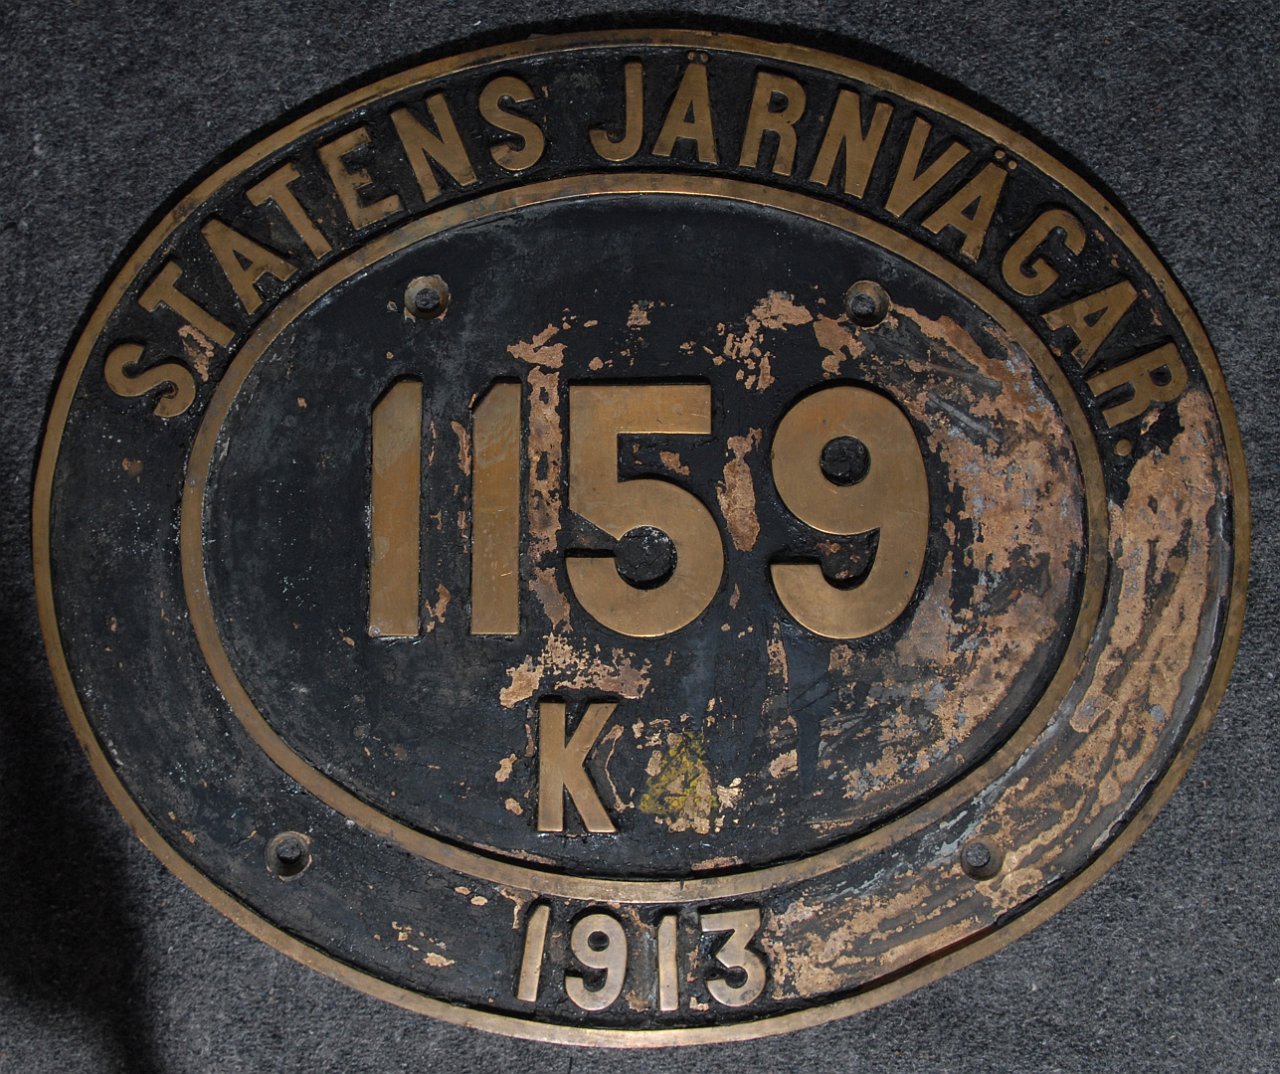 STATENS JÄRNVÄGAR.
1159
K
1913